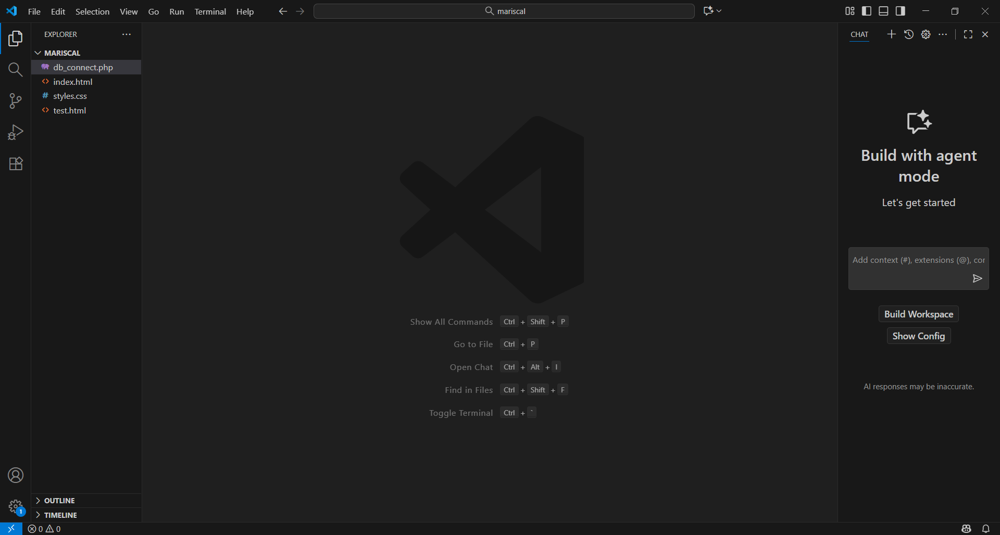 File Edit Selection View Go Run Terminal Help
mariscal
EXPLORER
MARISCAL
db_connect.php
index.html
styles.css
test.html
OUTLINE
TIMELINE
1
0 0
Show All Commands Ctrl + Shift + P
Go to File Ctrl + P
Open Chat Ctrl + Alt + I
Find in Files Ctrl + Shift + F
Toggle Terminal Ctrl + `
CHAT
Build with agent
mode
Let's get started
Add context (#), extensions (@), cor
Build Workspace
Show Config
AI responses may be inaccurate.